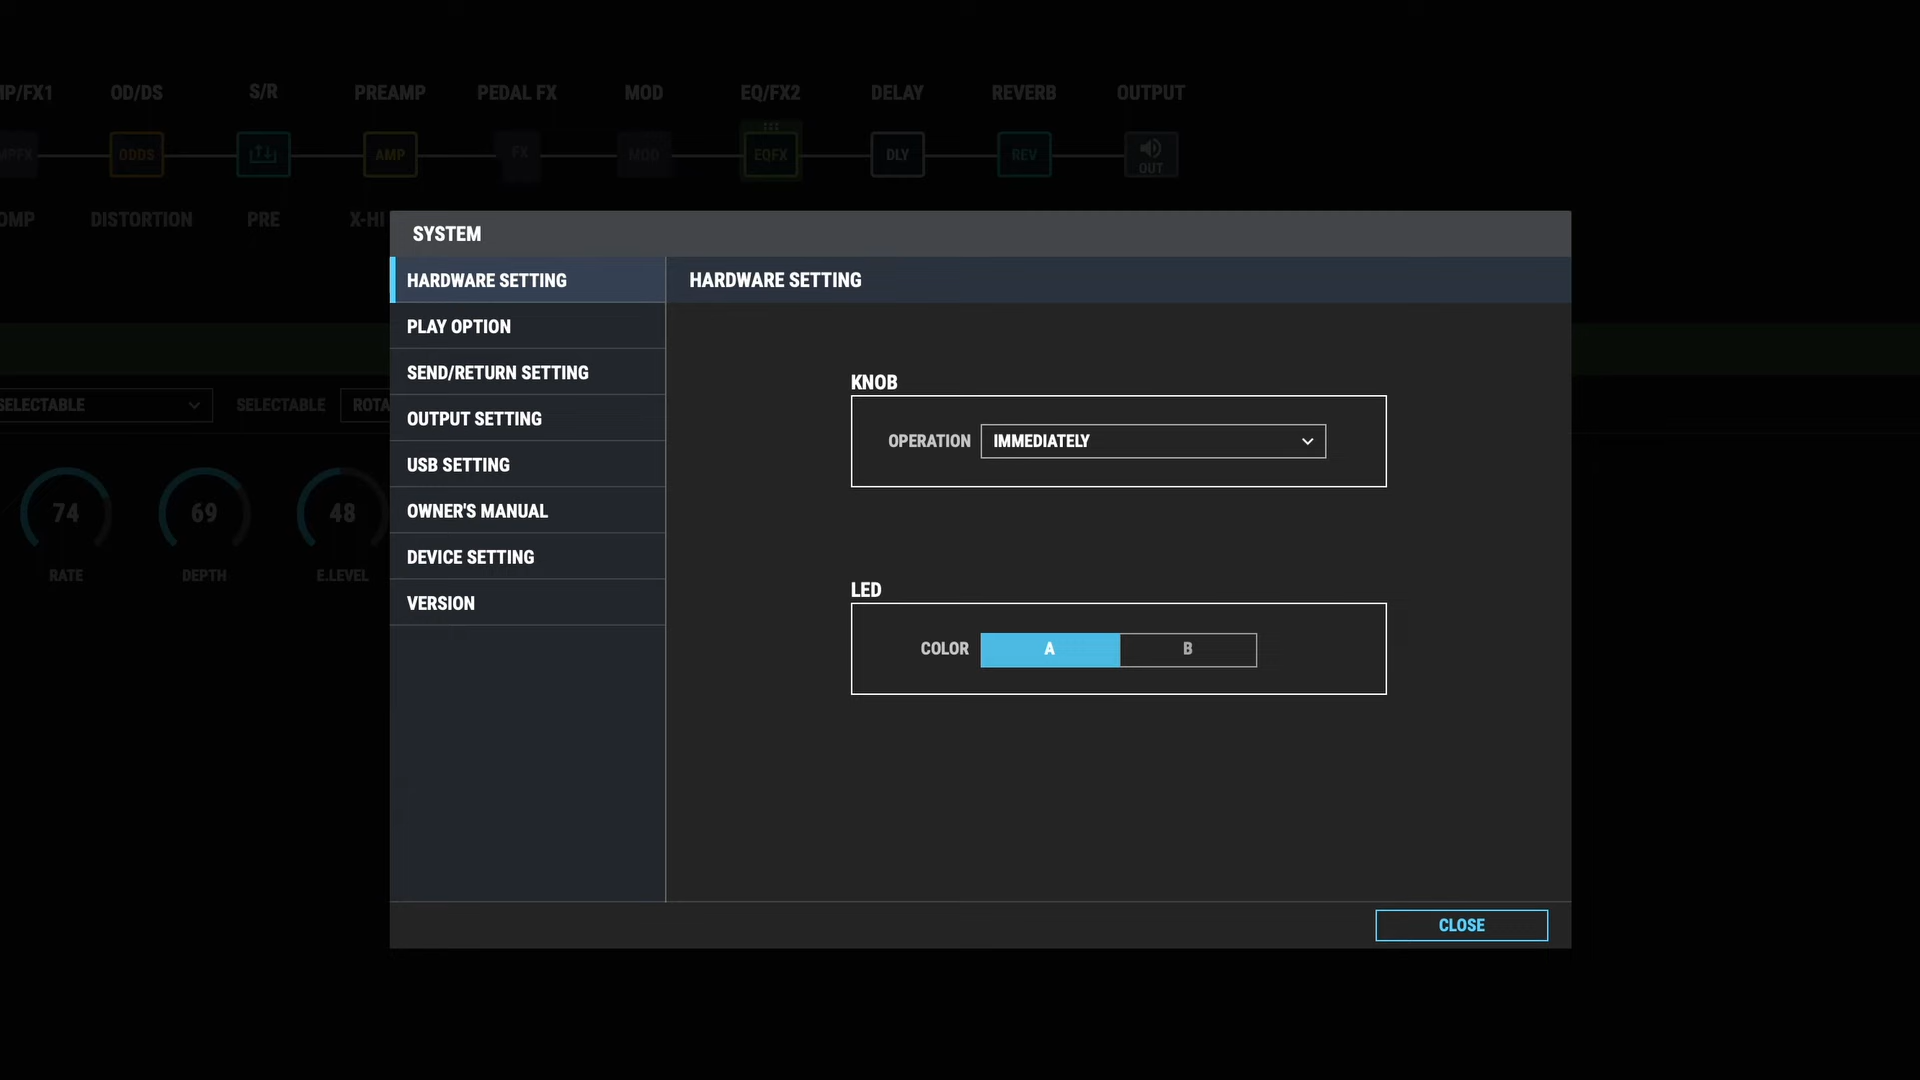 MP/FX1 OD/DS S/R PREAMP PEDAL FX MOD EQ/FX2 DELAY REVERB OUTPUT
MPFX ODDS AMP FX MOD EQFX DLY REV OUT
OMP DISTORTION PRE X-HI
SYSTEM
HARDWARE SETTING
PLAY OPTION
SEND/RETURN SETTING
OUTPUT SETTING
USB SETTING
OWNER'S MANUAL
DEVICE SETTING
VERSION
HARDWARE SETTING
KNOB
OPERATION IMMEDIATELY
LED
COLOR A B
CLOSE
SELECTABLE SELECTABLE ROTA
74 69 48
RATE DEPTH E.LEVEL